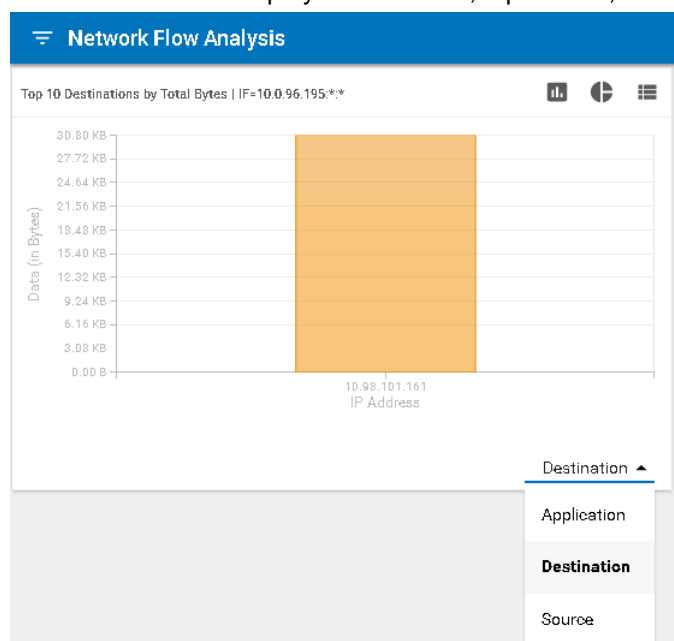 Network Flow Analysis
Top 10 Destinations by Total Bytes | IF=10.0.96.195:*:*
30.80 KB
27.72 KB
24.64 KB
21.56 KB
18.48 KB
15.40 KB
12.32 KB
9.24 KB
6.16 KB
3.08 KB
0.00 B
Data (in Bytes)
10.98.101.161
IP Address
Destination
Application
Destination
Source